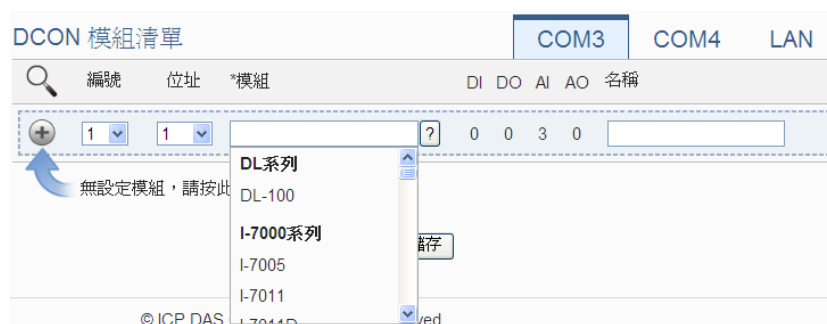 DCON 模組清單 COM3 COM4 LAN
編號 位址 *模組 DI DO AI AO 名稱
1 1 ? 0 0 3 0
DL系列
無設定模組，請按此
DL-100
I-7000系列
儲存
I-7005
I-7011
© ICP DAS I-7011D ved